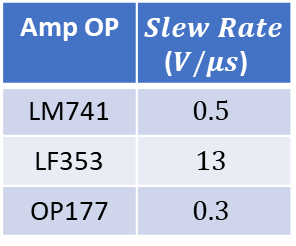 Amp OP Slew Rate
(V/μs)
LM741 0.5
LF353 13
OP177 0.3